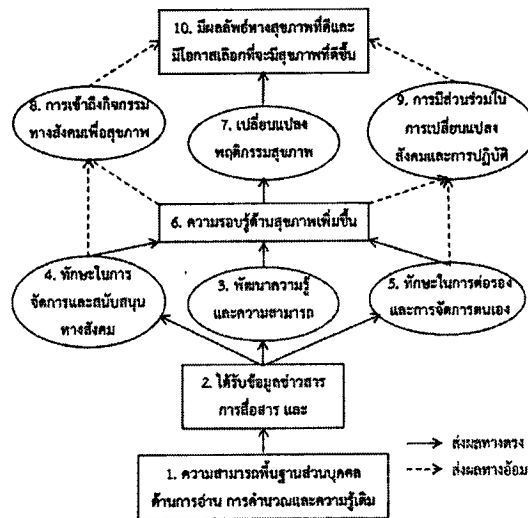 10. มีผลลัพธ์ทางสุขภาพที่ดีและ
มีโอกาสเลือกที่จะมีสุขภาพที่ดีขึ้น
8. การเข้าถึงกิจกรรม
ทางสังคมเพื่อสุขภาพ
7. เปลี่ยนแปลง
พฤติกรรมสุขภาพ
9. การมีส่วนร่วมใน
การเปลี่ยนแปลง
สังคมและการปฏิบัติ
6. ความรอบรู้ด้านสุขภาพเพิ่มขึ้น
4. ทักษะในการ
จัดการและสนับสนุน
ทางสังคม
3. พัฒนาความรู้
และความสามารถ
5. ทักษะในการต่อรอง
และการจัดการตนเอง
2. ได้รับข้อมูลข่าวสาร
การสื่อสาร และ
1. ความสามารถพื้นฐานส่วนบุคคล
ด้านการอ่าน การคำนวณและความรู้เดิม
ส่งผลทางตรง
ส่งผลทางอ้อม